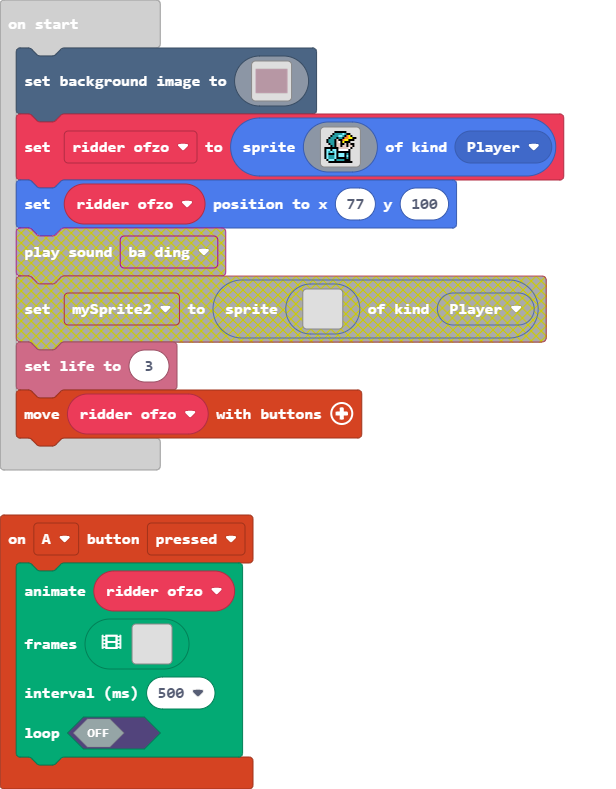 on start
set background image to
set ridder ofzo to sprite of kind Player
set ridder ofzo position to x 77 y 100
play sound ba ding
set mySprite2 to sprite of kind Player
set life to 3
move ridder ofzo with buttons
on A button pressed
animate ridder ofzo
frames
interval (ms) 500
loop OFF